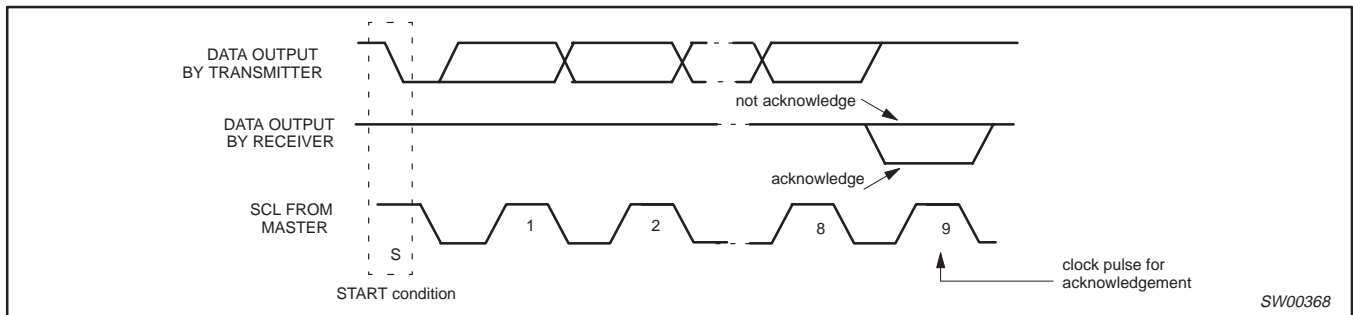 DATA OUTPUT
BY TRANSMITTER
not acknowledge
DATA OUTPUT
BY RECEIVER
acknowledge
SCL FROM
MASTER
1
2
8
9
S
START condition
clock pulse for
acknowledgement
SW00368